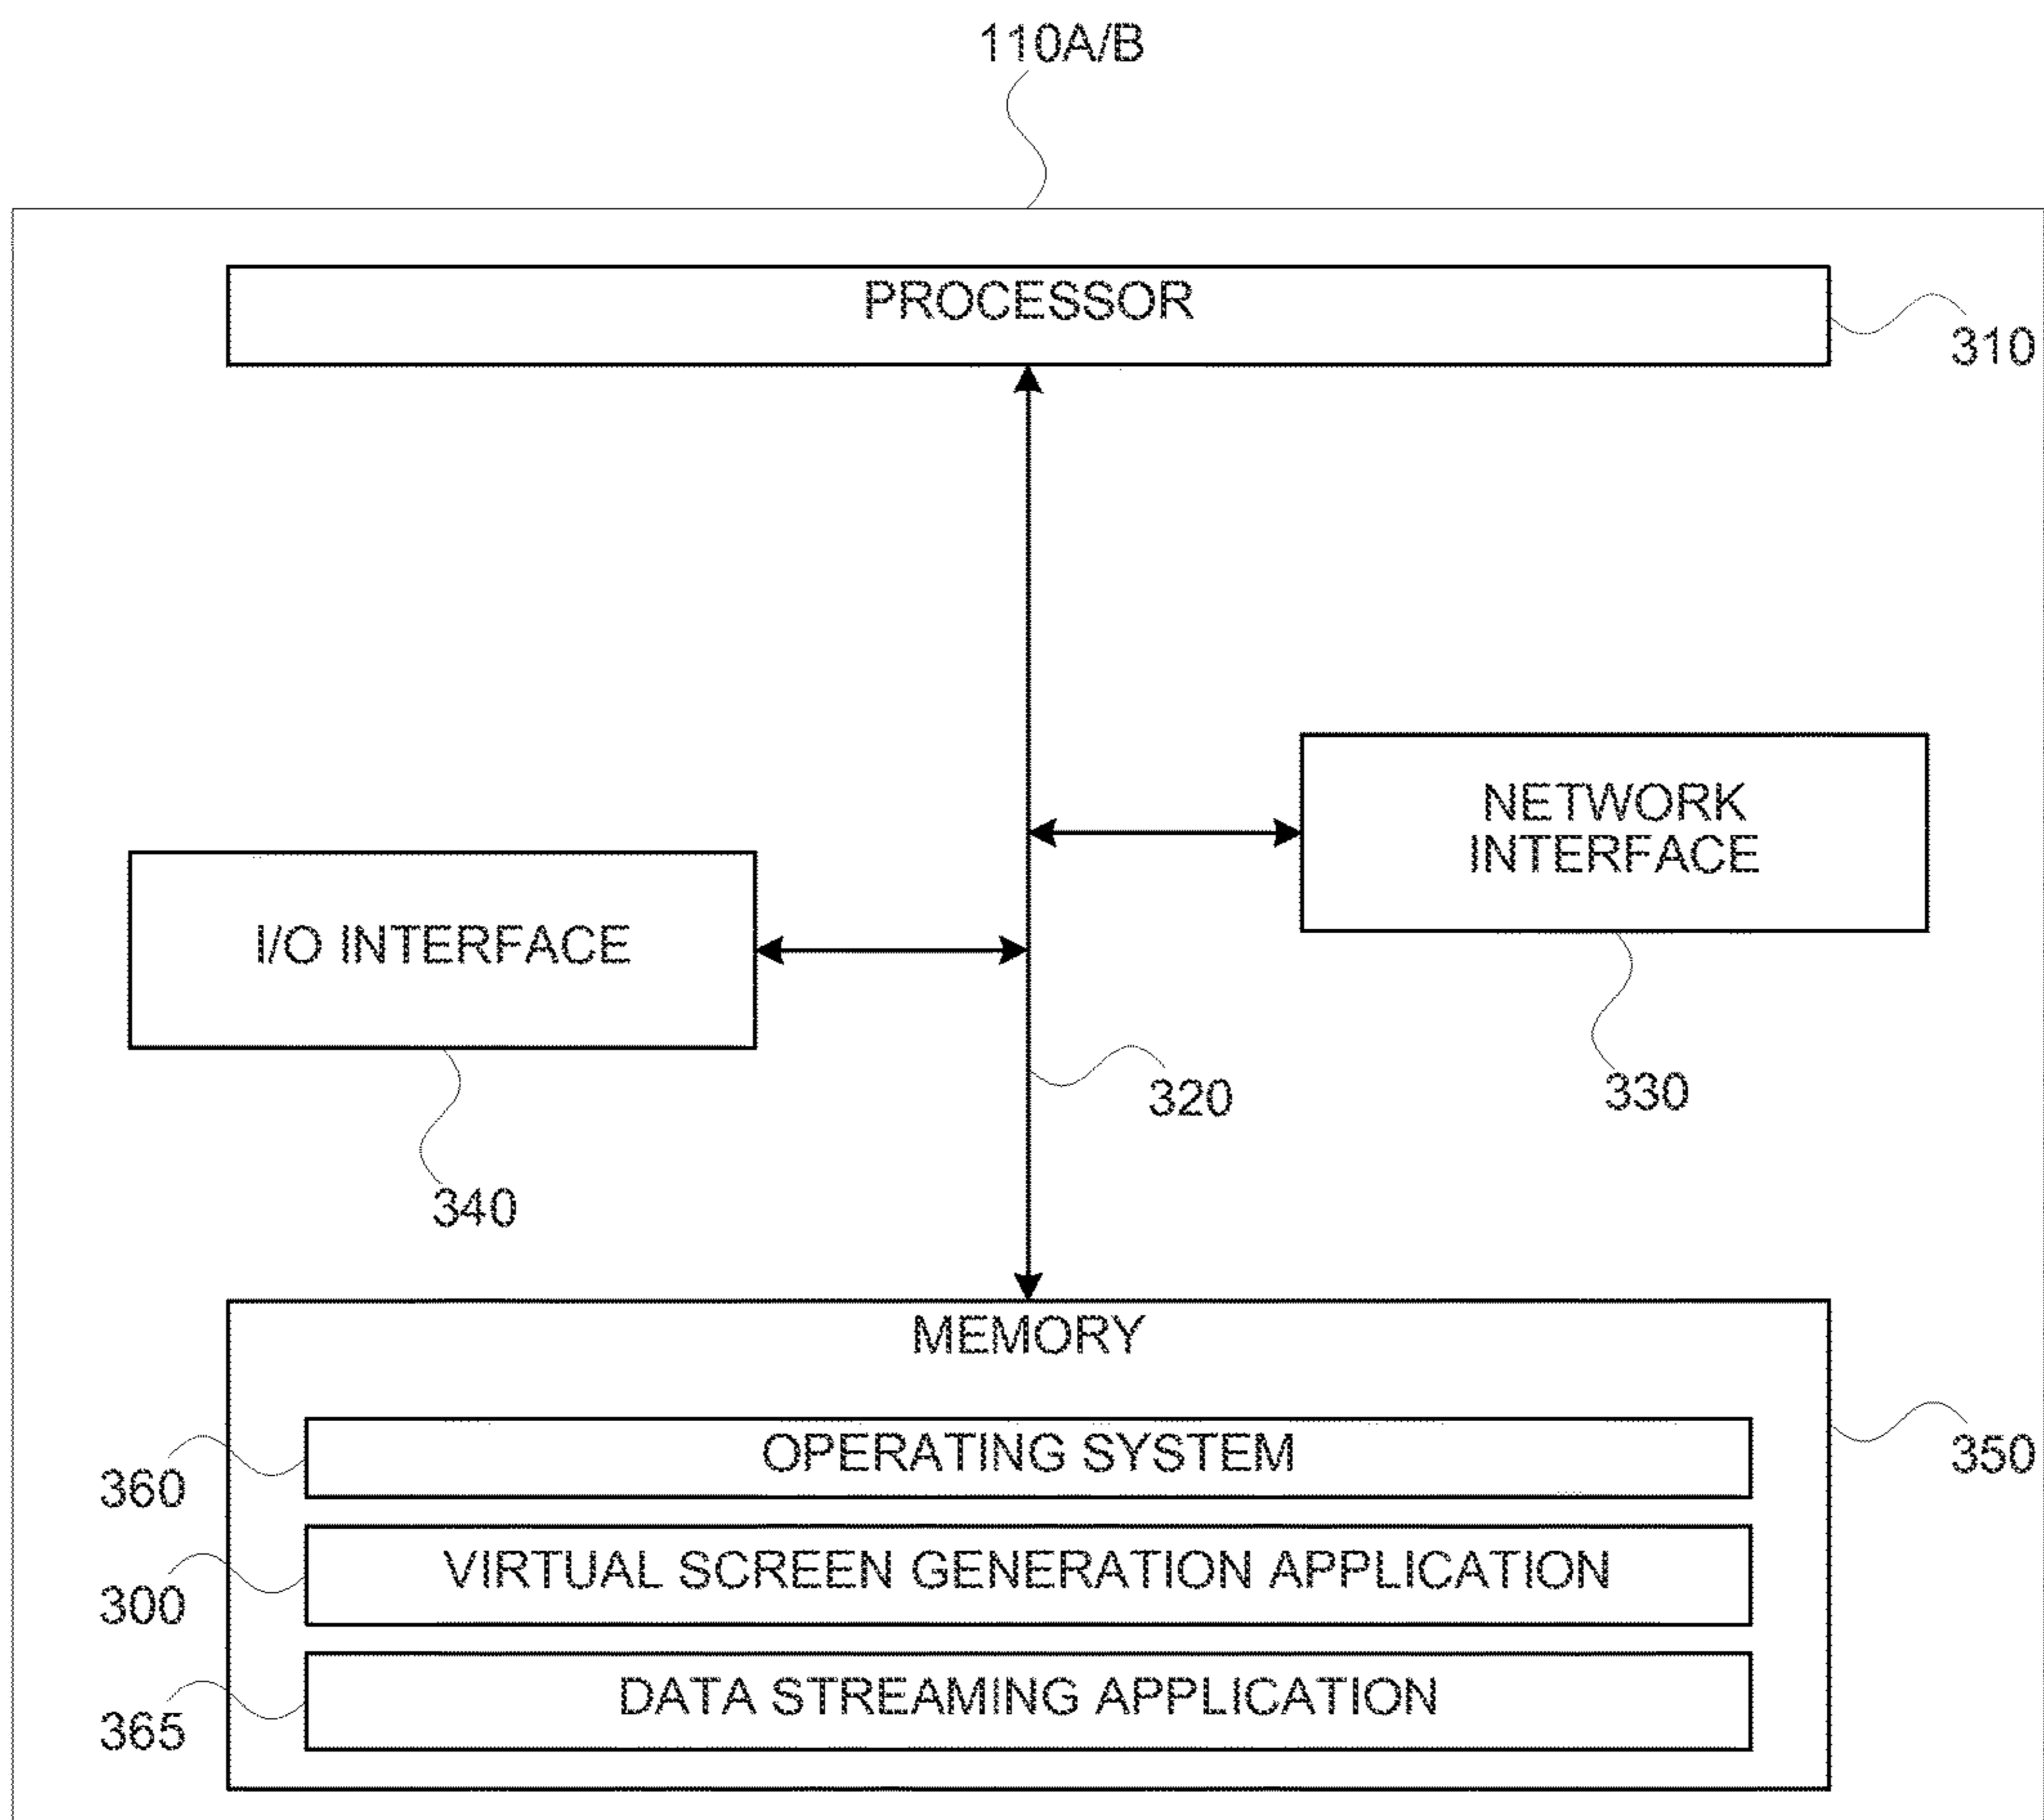 110A/B
PROCESSOR
310
NETWORK
INTERFACE
I/O INTERFACE
320
330
340
MEMORY
OPERATING SYSTEM
360
350
VIRTUAL SCREEN GENERATION APPLICATION
300
DATA STREAMING APPLICATION
365